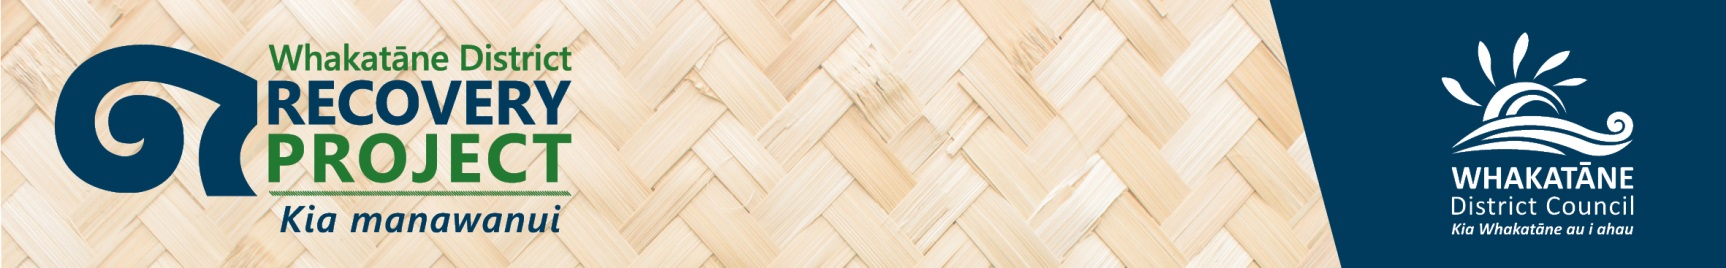 Whakatāne District
RECOVERY
PROJECT
Kia manawanui
WHAKATĀNE
District Council
Kia Whakatāne au i ahau